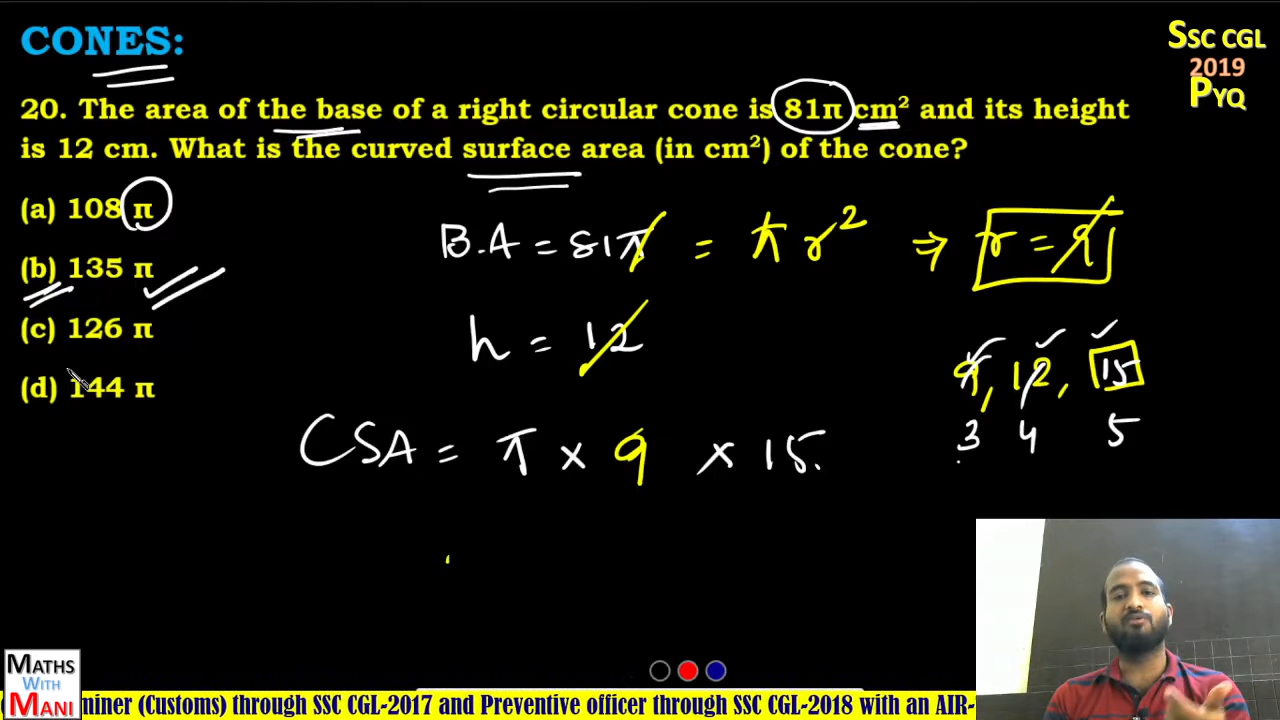 CONES:
SSC CGL
2019
PYQ
20. The area of the base of a right circular cone is 81π cm² and its height
is 12 cm. What is the curved surface area (in cm²) of the cone?
(a) 108 π
(b) 135 π
(c) 126 π
(d) 144 π
B.A = 81π = π r² ⇒ r = 9
h = 12
9, 12, 15
3 4 5
CSA = π × 9 × 15.
MATHS
WITH
MANI
miner (Customs) through SSC CGL-2017 and Preventive officer through SSC CGL-2018 with an AIR-